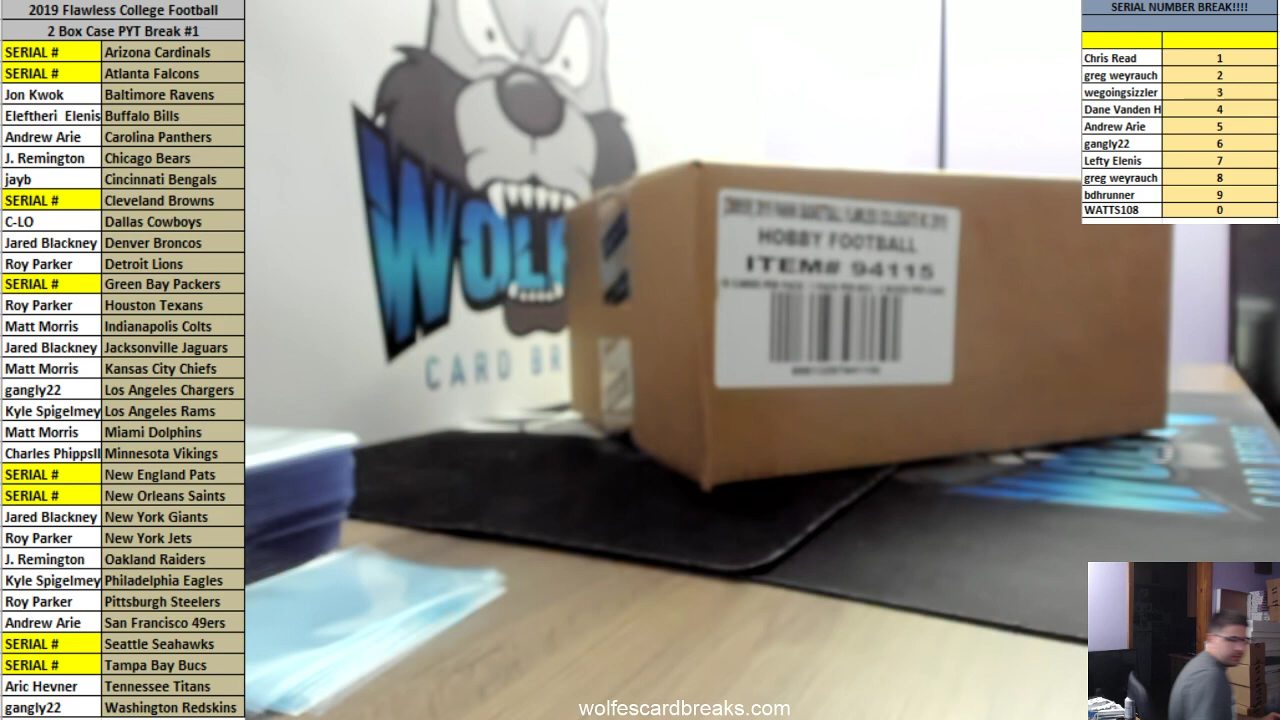 2019 Flawless College Football
2 Box Case PYT Break #1
SERIAL # Arizona Cardinals
SERIAL # Atlanta Falcons
Jon Kwok Baltimore Ravens
Eleftheri Elenis Buffalo Bills
Andrew Arie Carolina Panthers
J. Remington Chicago Bears
jayb Cincinnati Bengals
SERIAL # Cleveland Browns
C-LO Dallas Cowboys
Jared Blackney Denver Broncos
Roy Parker Detroit Lions
SERIAL # Green Bay Packers
Roy Parker Houston Texans
Matt Morris Indianapolis Colts
Jared Blackney Jacksonville Jaguars
Matt Morris Kansas City Chiefs
gangly22 Los Angeles Chargers
Kyle Spigelmey Los Angeles Rams
Matt Morris Miami Dolphins
Charles Phippsll Minnesota Vikings
SERIAL # New England Pats
SERIAL # New Orleans Saints
Jared Blackney New York Giants
Roy Parker New York Jets
J. Remington Oakland Raiders
Kyle Spigelmey Philadelphia Eagles
Roy Parker Pittsburgh Steelers
Andrew Arie San Francisco 49ers
SERIAL # Seattle Seahawks
SERIAL # Tampa Bay Bucs
Aric Hevner Tennessee Titans
gangly22 Washington Redskins
WOLF
CARD BR
HOBBY FOOTBALL
ITEM# 94115
SERIAL NUMBER BREAK!!!!
Chris Read 1
greg weyrauch 2
wegoingsizzler 3
Dane Vanden H 4
Andrew Arie 5
gangly22 6
Lefty Elenis 7
greg weyrauch 8
bdhrunner 9
WATTS108 0
wolfescardbreaks.com